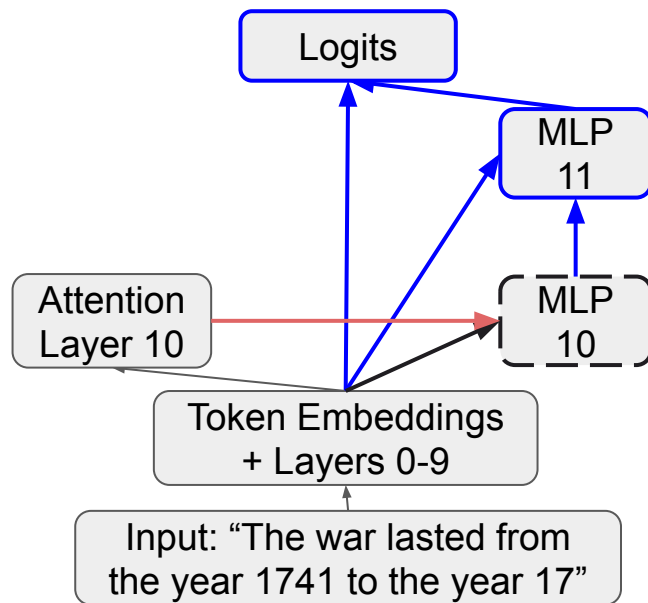 Logits
MLP
11
Attention
Layer 10
MLP
10
Token Embeddings
+ Layers 0-9
Input: “The war lasted from
the year 1741 to the year 17”